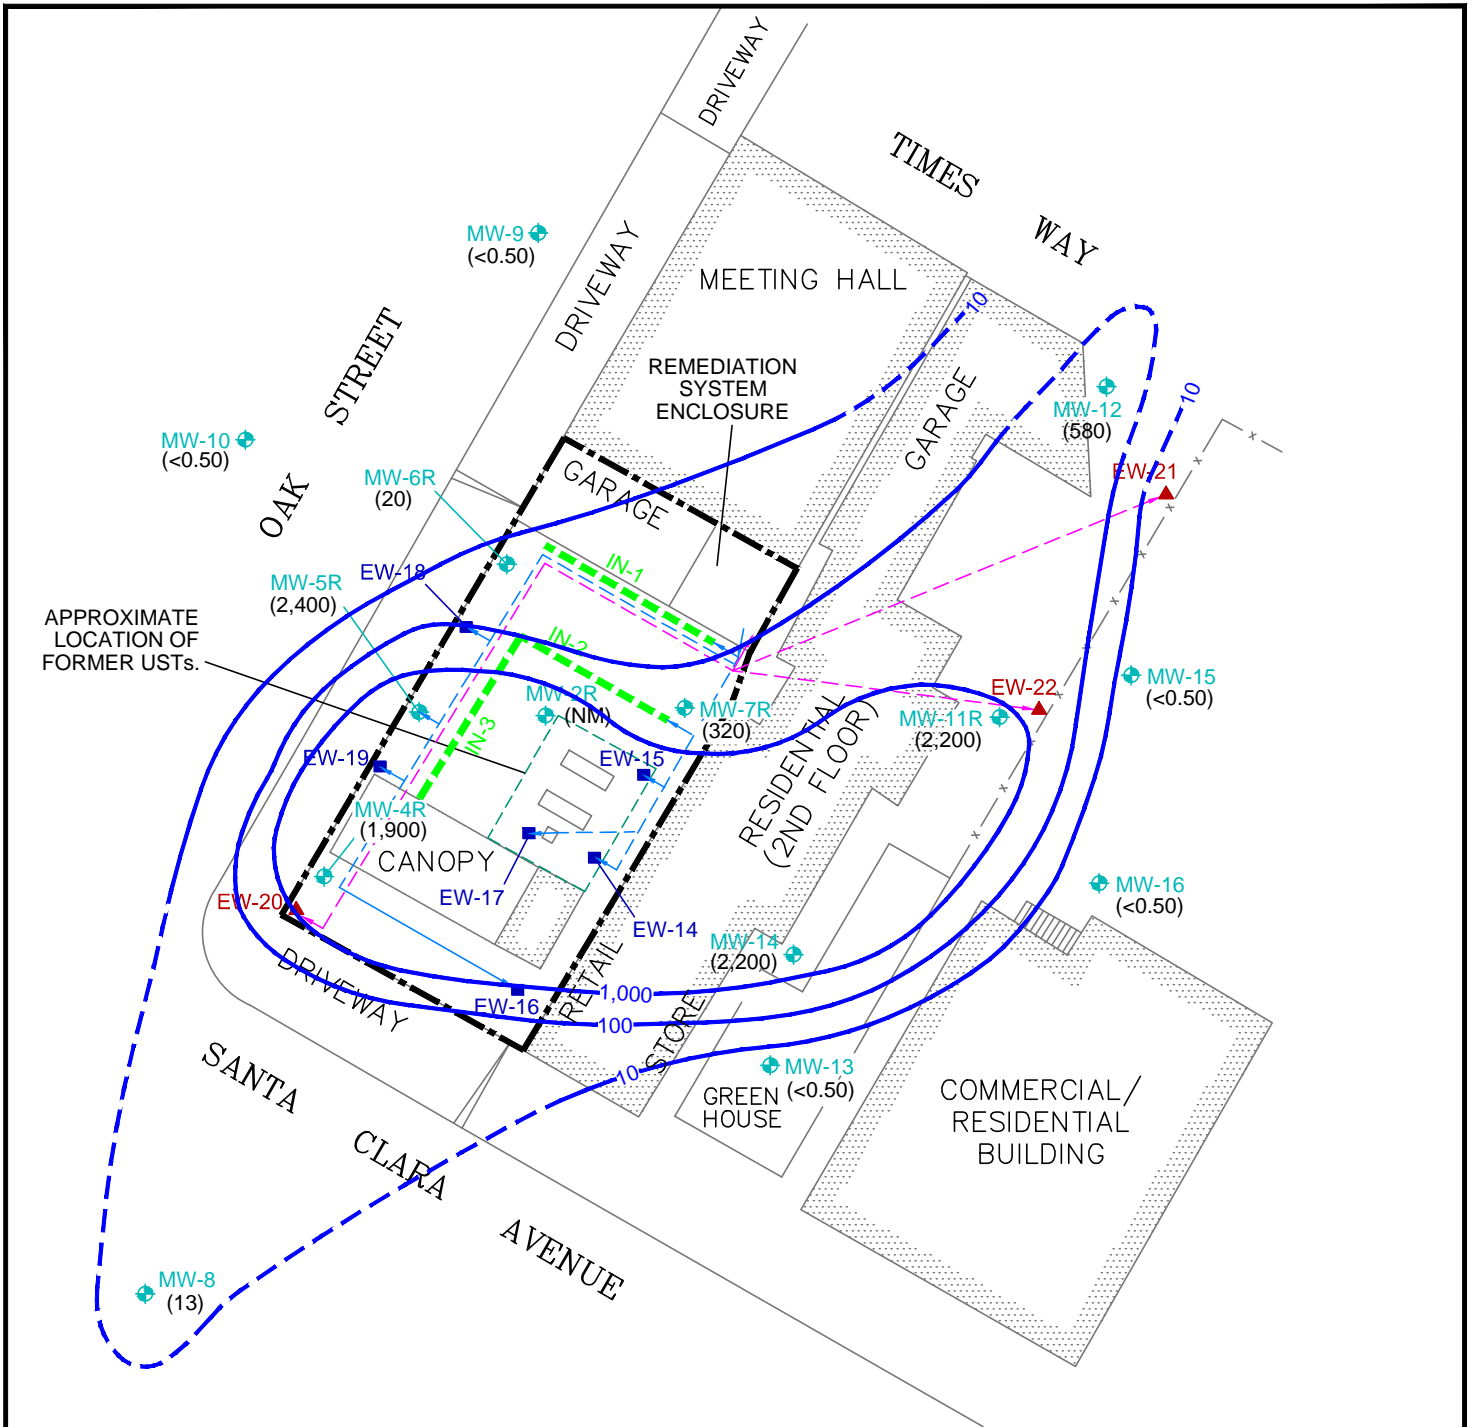 DRIVEWAY
TIMES WAY
MW-9
(<0.50)
DRIVEWAY
MEETING HALL
10
OAK STREET
REMEDIATION
SYSTEM
ENCLOSURE
GARAGE
10
MW-12
(580)
MW-10
(<0.50)
MW-6R
(20)
GARAGE
EW-21
IN-1
EW-18
MW-5R
(2,400)
APPROXIMATE
LOCATION OF
FORMER USTs.
IN-2
MW-2R
(NM)
MW-7R
(320)
EW-22
MW-11R
(2,200)
MW-15
(<0.50)
IN-3
EW-19
EW-15
RESIDENTIAL
(2ND FLOOR)
MW-4R
(1,900)
CANOPY
EW-17
EW-20
EW-14
MW-16
(<0.50)
MW-14
(2,200)
DRIVEWAY
EW-16
RETAIL
STORE
1,000
100
10
MW-13
(<0.50)
GREEN
HOUSE
COMMERCIAL/
RESIDENTIAL
BUILDING
SANTA CLARA AVENUE
MW-8
(13)